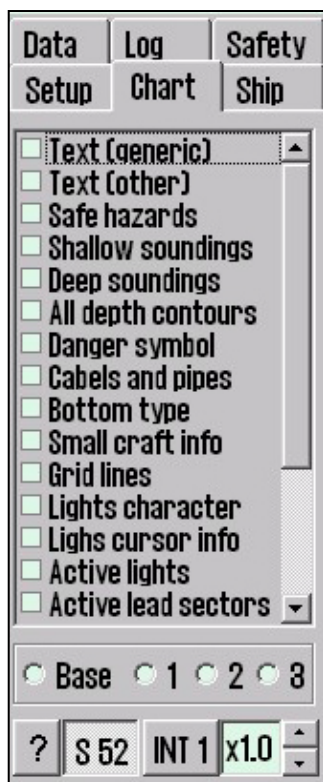 Data Log Safety
Setup Chart Ship
Text (generic)
Text (other)
Safe hazards
Shallow soundings
Deep soundings
All depth contours
Danger symbol
Cabels and pipes
Bottom type
Small craft info
Grid lines
Lights character
Lighs cursor info
Active lights
Active lead sectors
Base 1 2 3
? S 52 INT 1 x1.0